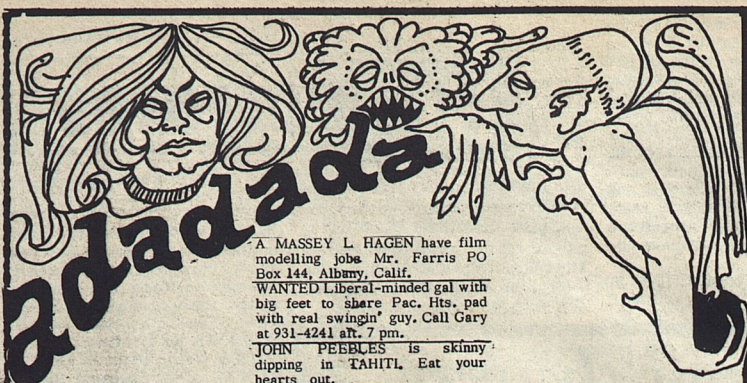 adadada
A MASSEY L HAGEN have film
modelling jobs Mr. Farris PO
Box 144, Albany, Calif.
WANTED Liberal-minded gal with
big feet to share Pac. Hts. pad
with real swingin' guy. Call Gary
at 931-4241 aft. 7 pm.
JOHN PEEBLES is skinny
dipping in TAHITI. Eat your
hearts out.